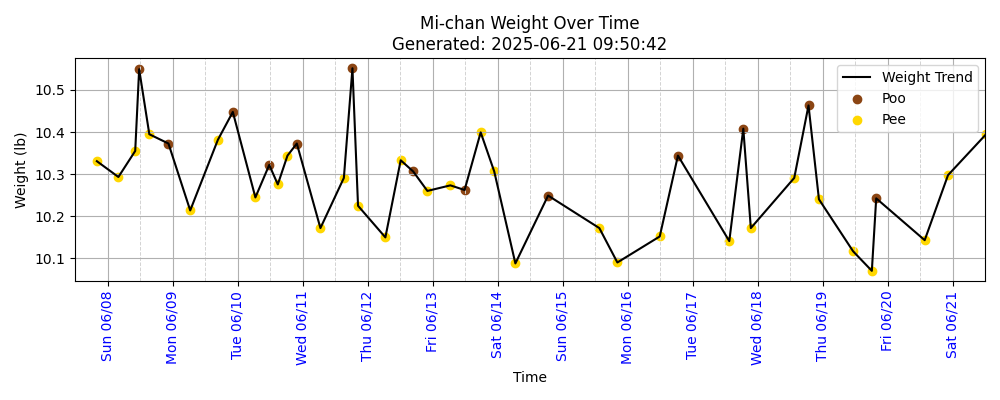 Mi-chan Weight Over Time
Generated: 2025-06-21 09:50:42
Weight (lb)
10.5
10.4
10.3
10.2
10.1
Weight Trend
Poo
Pee
Sun 06/08
Mon 06/09
Tue 06/10
Wed 06/11
Thu 06/12
Fri 06/13
Sat 06/14
Sun 06/15
Mon 06/16
Tue 06/17
Wed 06/18
Thu 06/19
Fri 06/20
Sat 06/21
Time